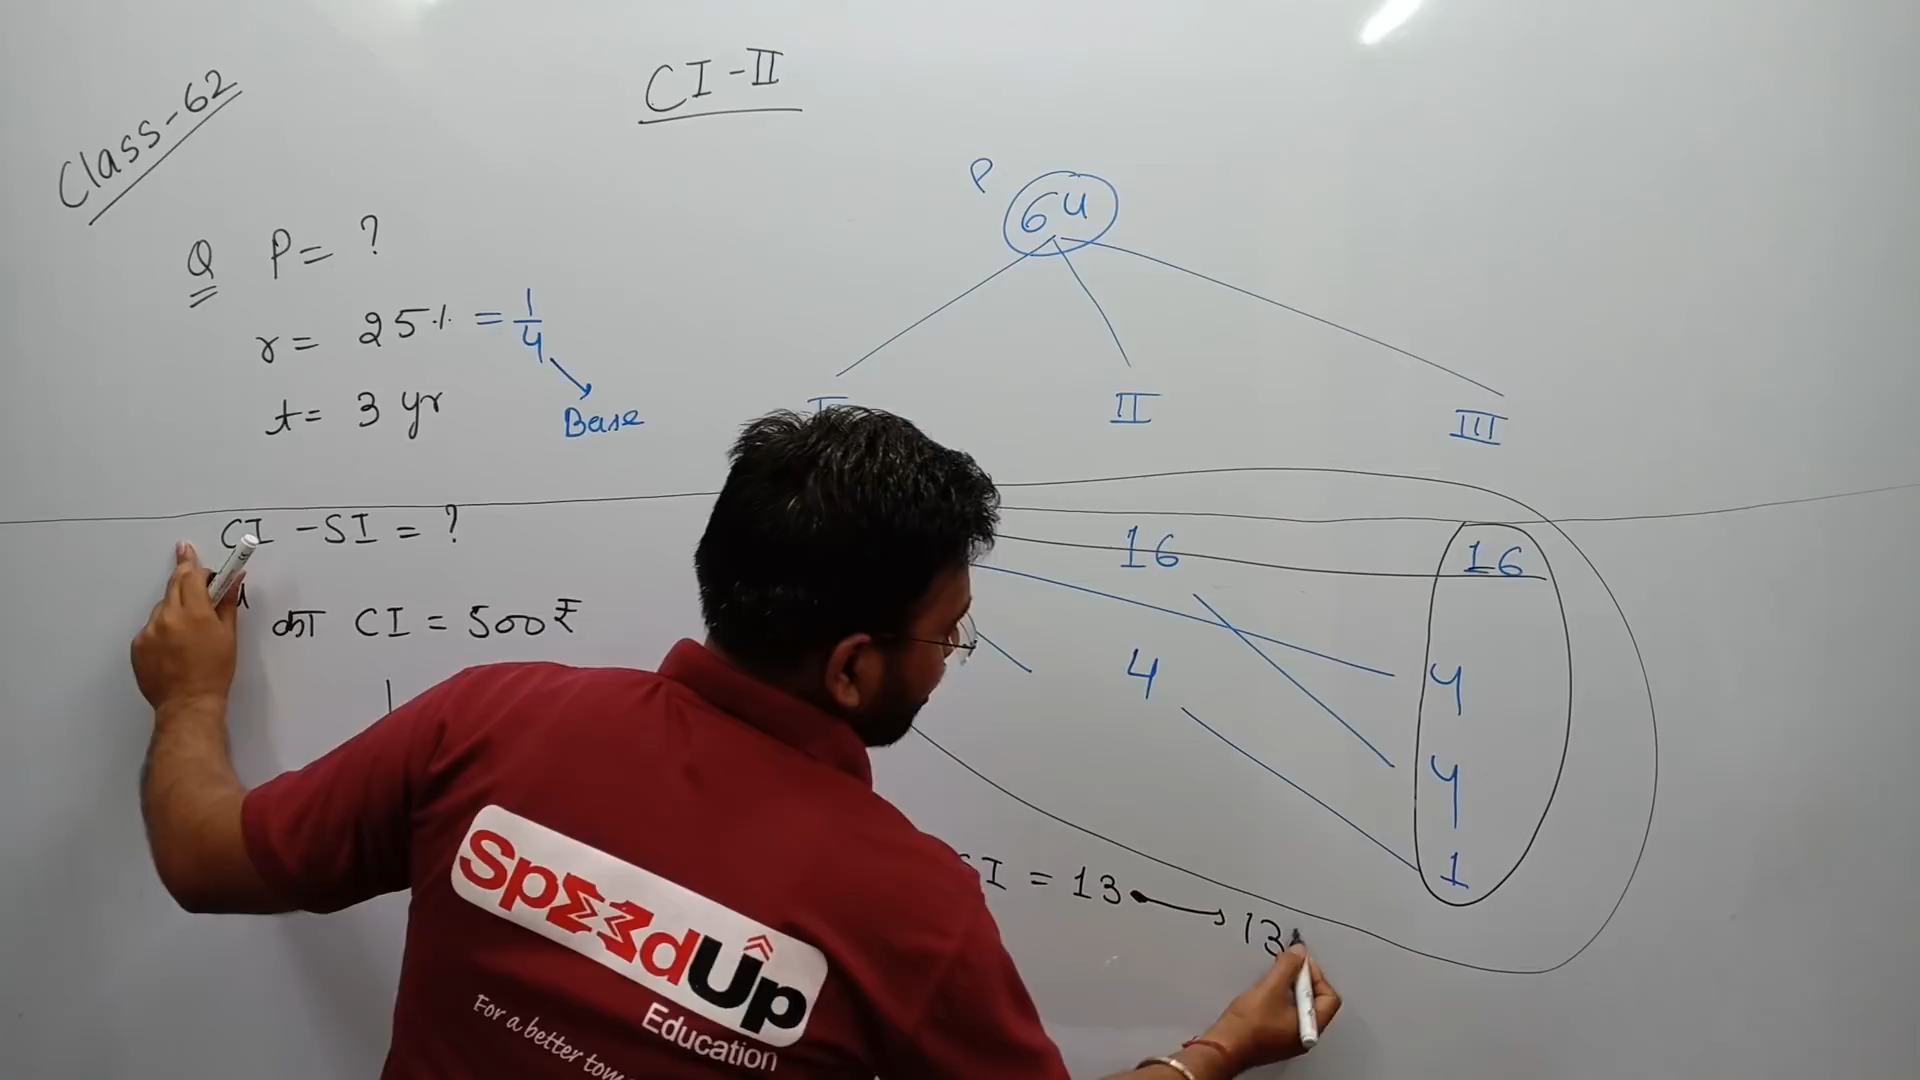 Class-62
CI-II
Q P = ?
r = 25% = 1/4
Base
t = 3 yr
P
64
II
III
CI - SI = ?
का CI = 500₹
16
16
4
4
4
1
SI = 13
13
SpeedUp
Education
For a better